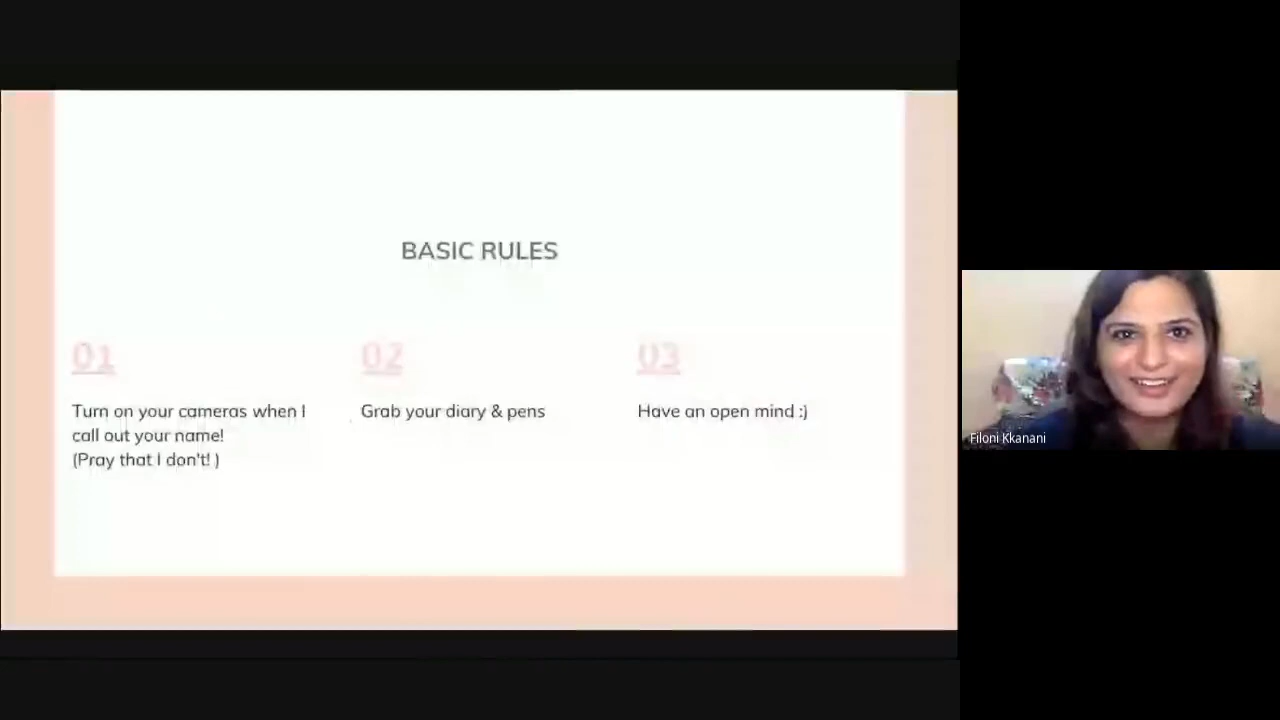 BASIC RULES
01
Turn on your cameras when I
call out your name!
(Pray that I don't! )
02
Grab your diary & pens
03
Have an open mind :)
Filoni Kkanani